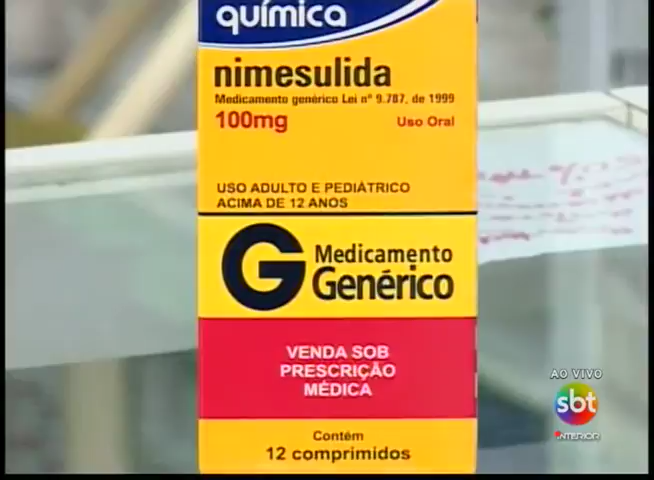 química
nimesulida
Medicamento genérico Lei nº 9.787, de 1999
100mg
Uso Oral
USO ADULTO E PEDIÁTRICO
ACIMA DE 12 ANOS
G
Medicamento
Genérico
VENDA SOB
PRESCRIÇÃO
MÉDICA
Contém
12 comprimidos
AO VIVO
sbt
INTERIOR